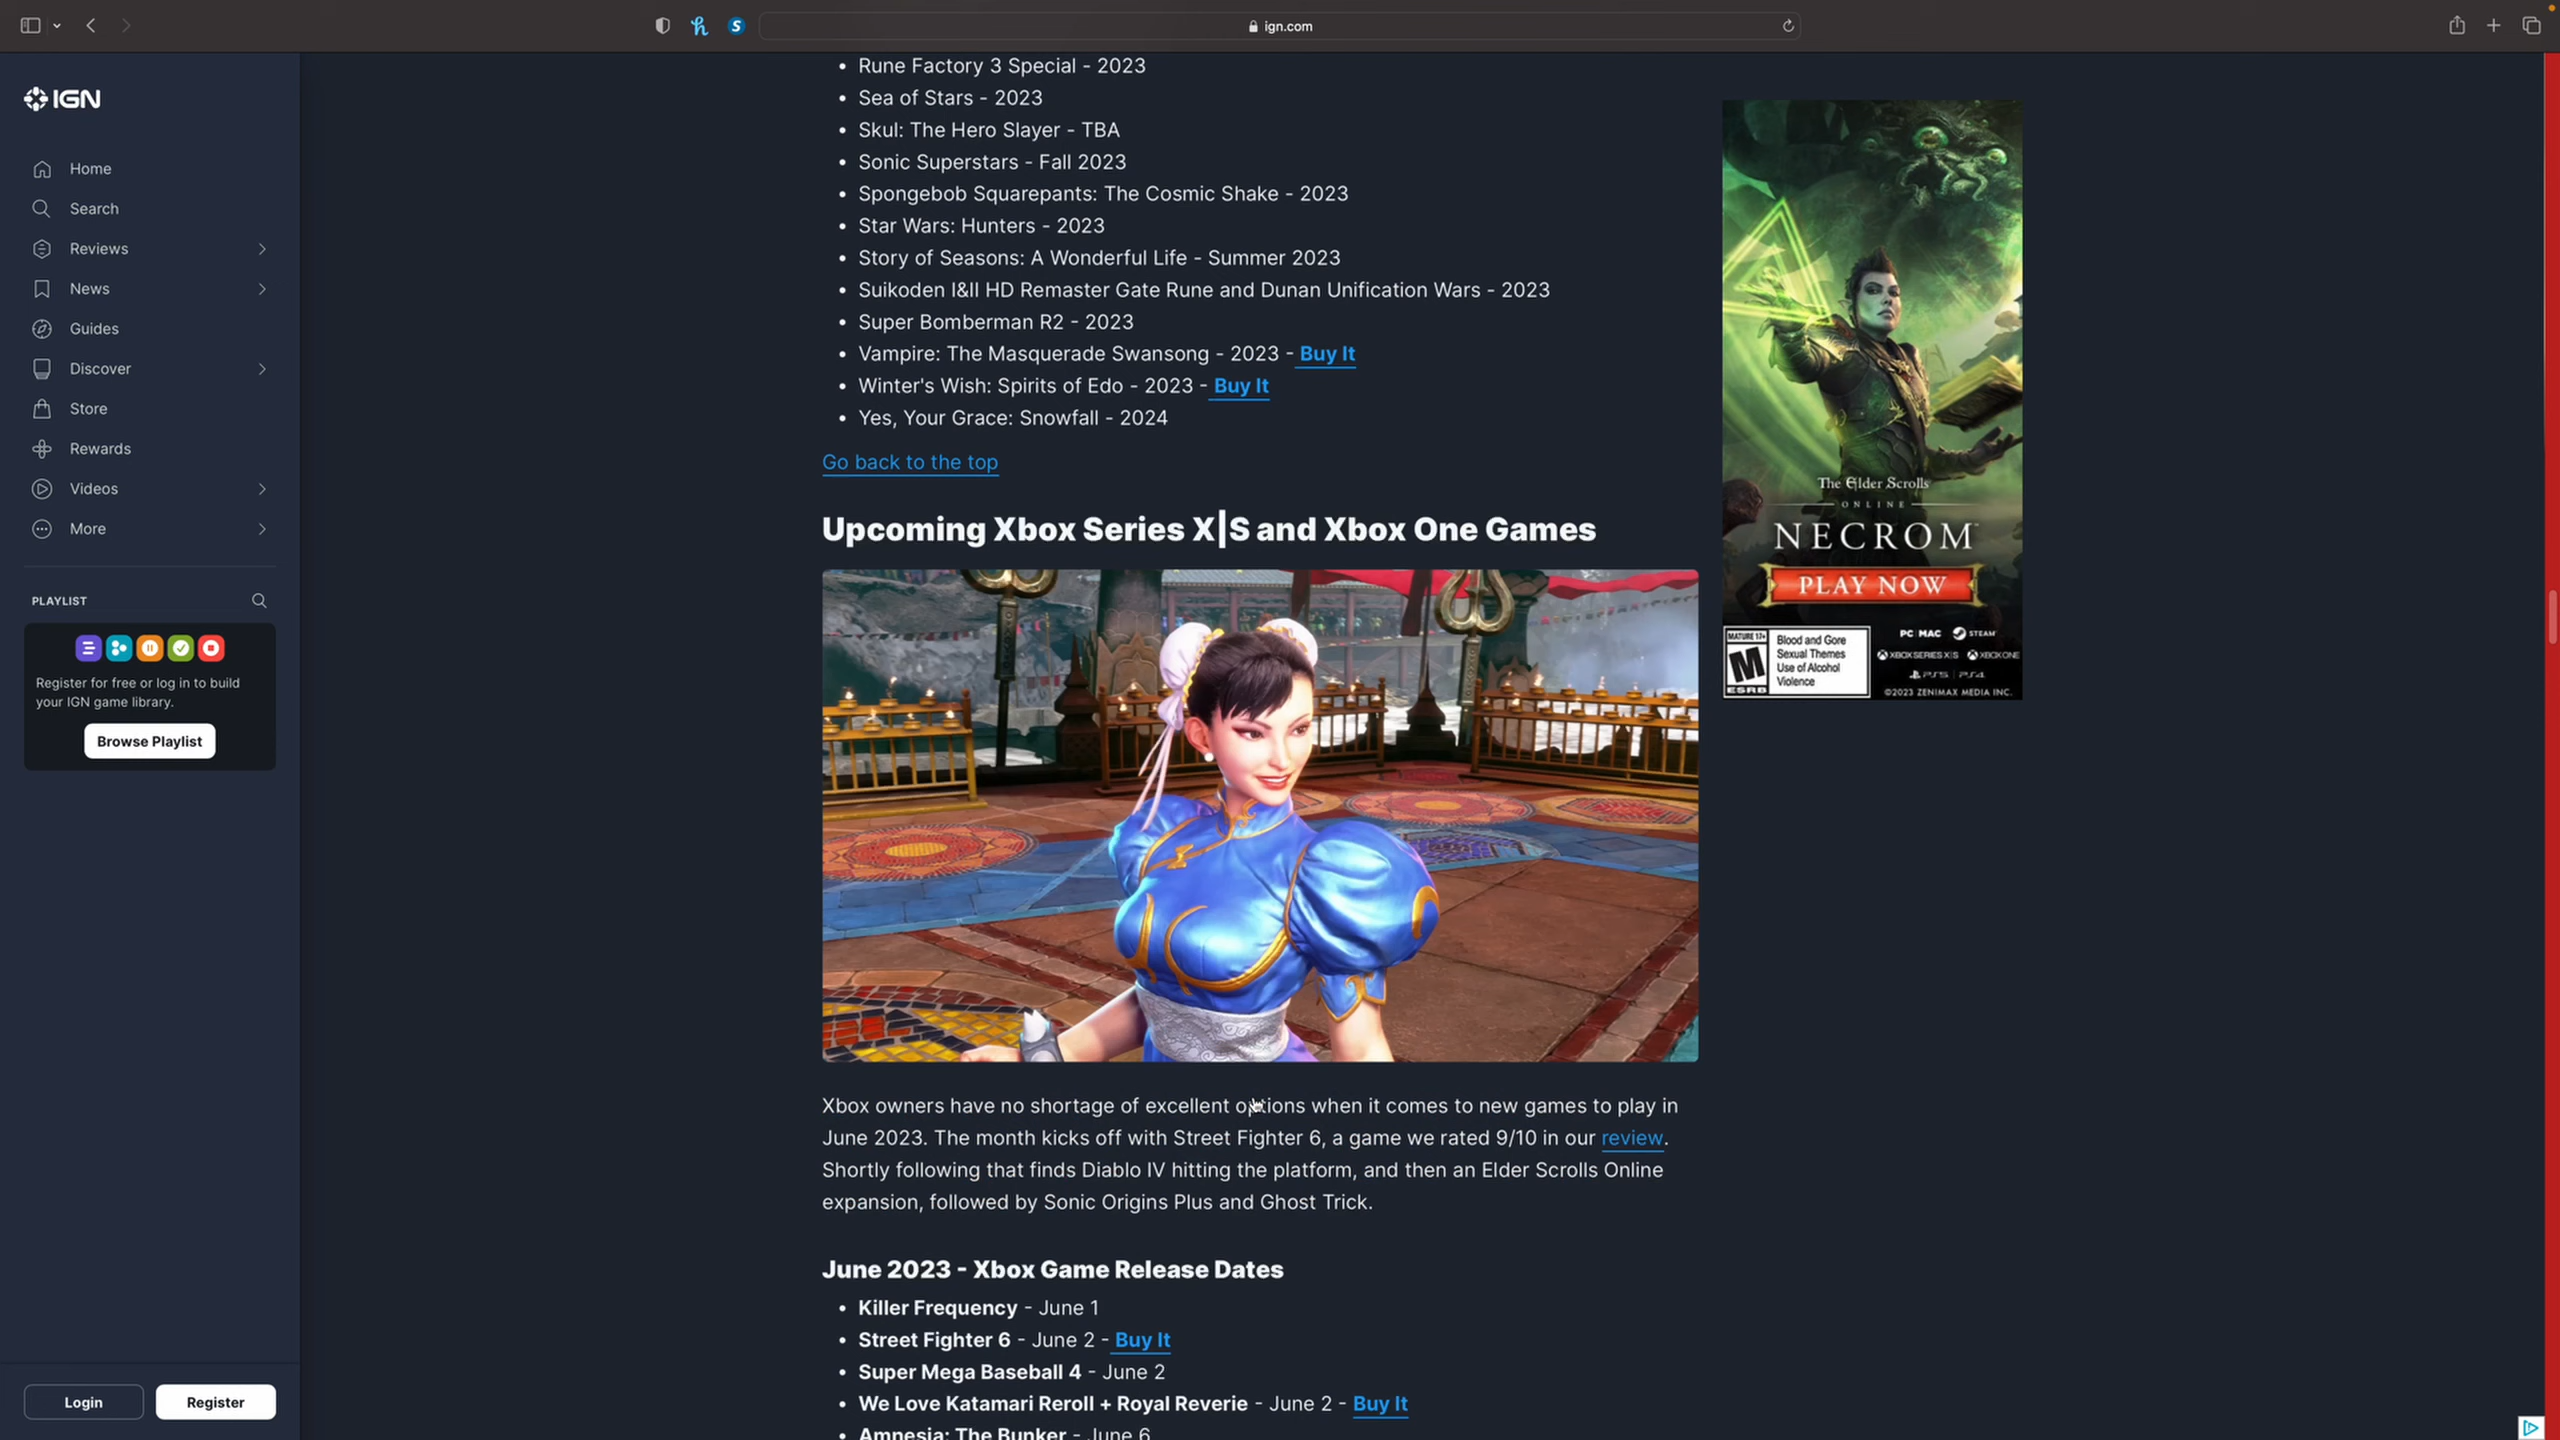 ign.com
IGN
Home
Search
Reviews
News
Guides
Discover
Store
Rewards
Videos
More
PLAYLIST
Register for free or log in to build
your IGN game library.
Browse Playlist
Login
Register
Rune Factory 3 Special - 2023
Sea of Stars - 2023
Skul: The Hero Slayer - TBA
Sonic Superstars - Fall 2023
Spongebob Squarepants: The Cosmic Shake - 2023
Star Wars: Hunters - 2023
Story of Seasons: A Wonderful Life - Summer 2023
Suikoden I&II HD Remaster Gate Rune and Dunan Unification Wars - 2023
Super Bomberman R2 - 2023
Vampire: The Masquerade Swansong - 2023 - Buy It
Winter's Wish: Spirits of Edo - 2023 - Buy It
Yes, Your Grace: Snowfall - 2024
Go back to the top
Upcoming Xbox Series X|S and Xbox One Games
Xbox owners have no shortage of excellent options when it comes to new games to play in
June 2023. The month kicks off with Street Fighter 6, a game we rated 9/10 in our review.
Shortly following that finds Diablo IV hitting the platform, and then an Elder Scrolls Online
expansion, followed by Sonic Origins Plus and Ghost Trick.
June 2023 - Xbox Game Release Dates
Killer Frequency - June 1
Street Fighter 6 - June 2 - Buy It
Super Mega Baseball 4 - June 2
We Love Katamari Reroll + Royal Reverie - June 2 - Buy It
Amnesia: The Bunker - June 6
The Elder Scrolls
ONLINE
NECROM
PLAY NOW
MATURE 17+
M
ESRB
Blood and Gore
Sexual Themes
Use of Alcohol
Violence
PC|MAC STEAM
XBOX SERIES X|S XBOX ONE
PS5 | PS4
©2023 ZENIMAX MEDIA INC.